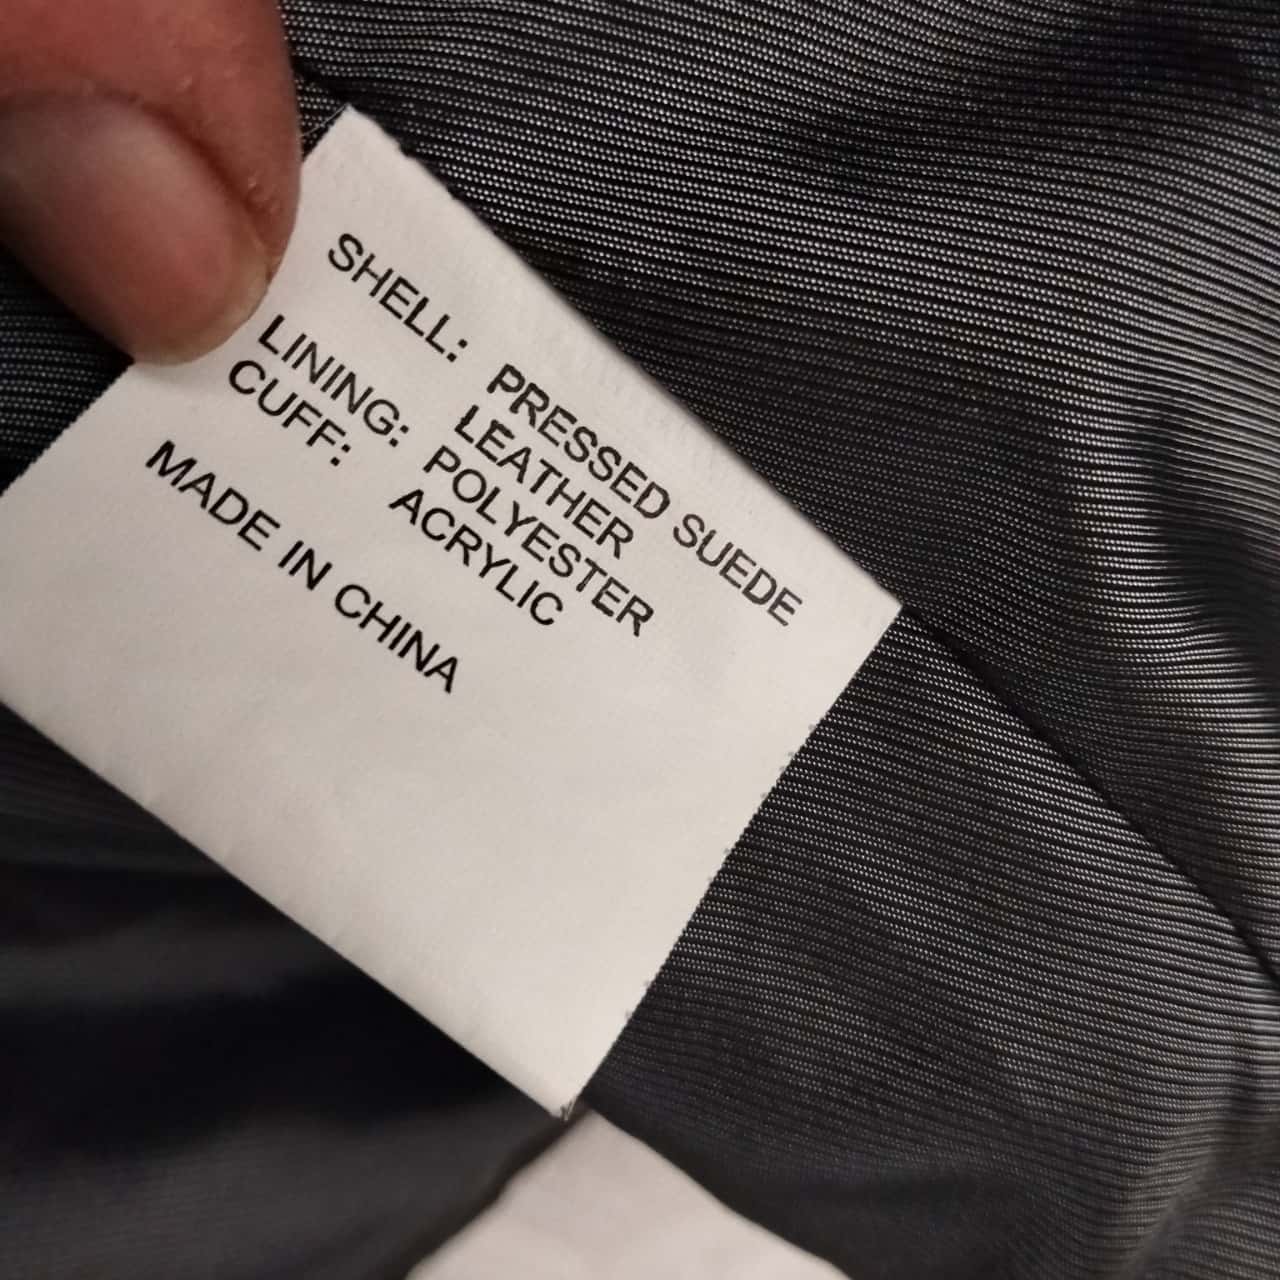 SHELL: PRESSED SUEDE
LEATHER
LINING: POLYESTER
CUFF: ACRYLIC
MADE IN CHINA